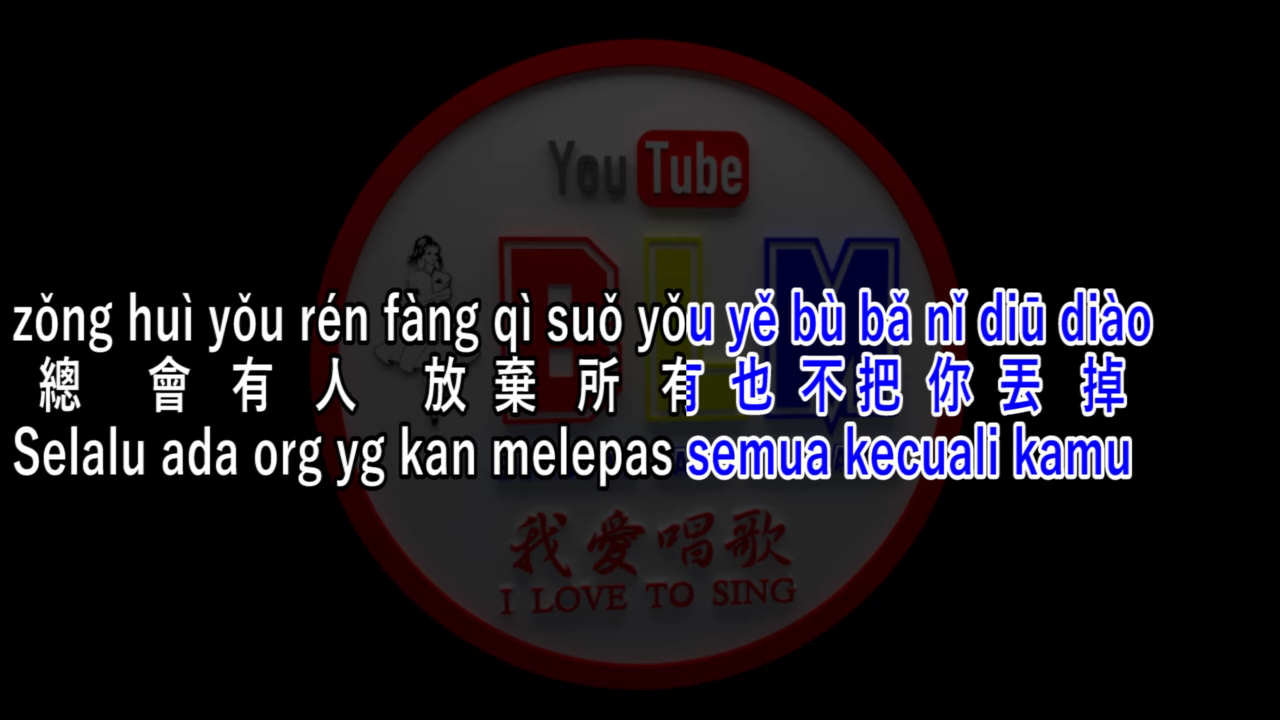 YouTube
BLM
zǒng huì yǒu rén fàng qì suǒ yǒu yě bù bǎ nǐ diū diào
總 會 有 人 放 棄 所 有 也 不 把 你 丟 掉
Selalu ada org yg kan melepas semua kecuali kamu
我愛唱歌
I LOVE TO SING